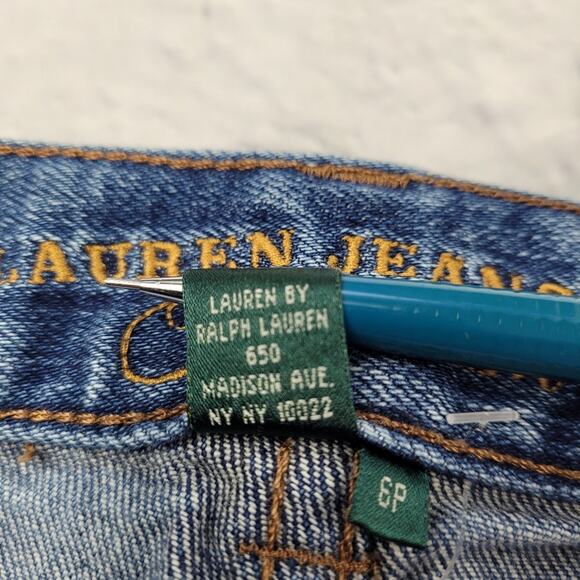 LAUREN JEANS
LAUREN BY
RALPH LAUREN
650
MADISON AVE.
NY NY 10022
6P